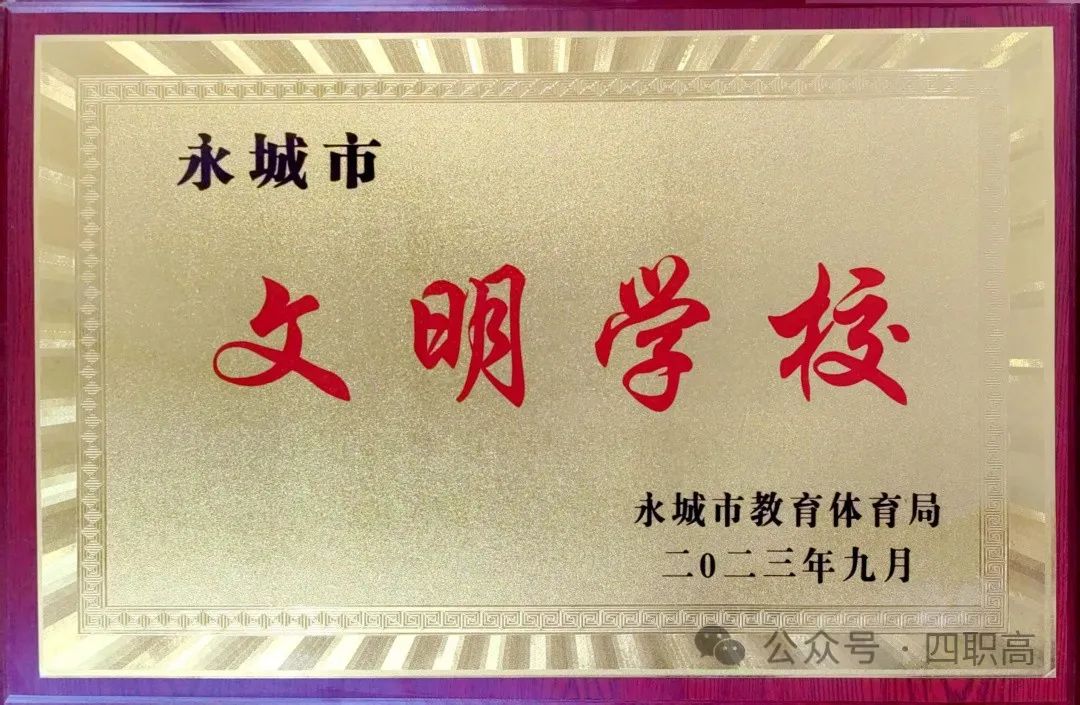 永城市
文明学校
永城市教育体育局
二0二三年九月
公众号·四职高